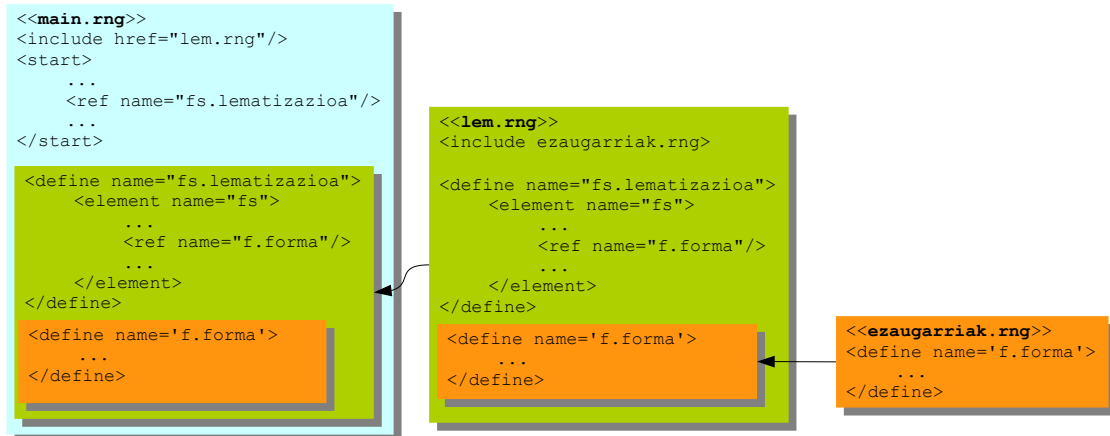 <<main.rng>>
<include href="lem.rng"/>
<start>
...
<ref name="fs.lematizazioa"/>
...
</start>
<define name="fs.lematizazioa">
<element name="fs">
...
<ref name="f.forma"/>
...
</element>
</define>
<define name='f.forma'>
...
</define>
<<lem.rng>>
<include ezaugarriak.rng>
<define name="fs.lematizazioa">
<element name="fs">
...
<ref name="f.forma"/>
...
</element>
</define>
<define name='f.forma'>
...
</define>
<<ezaugarriak.rng>>
<define name='f.forma'>
...
</define>